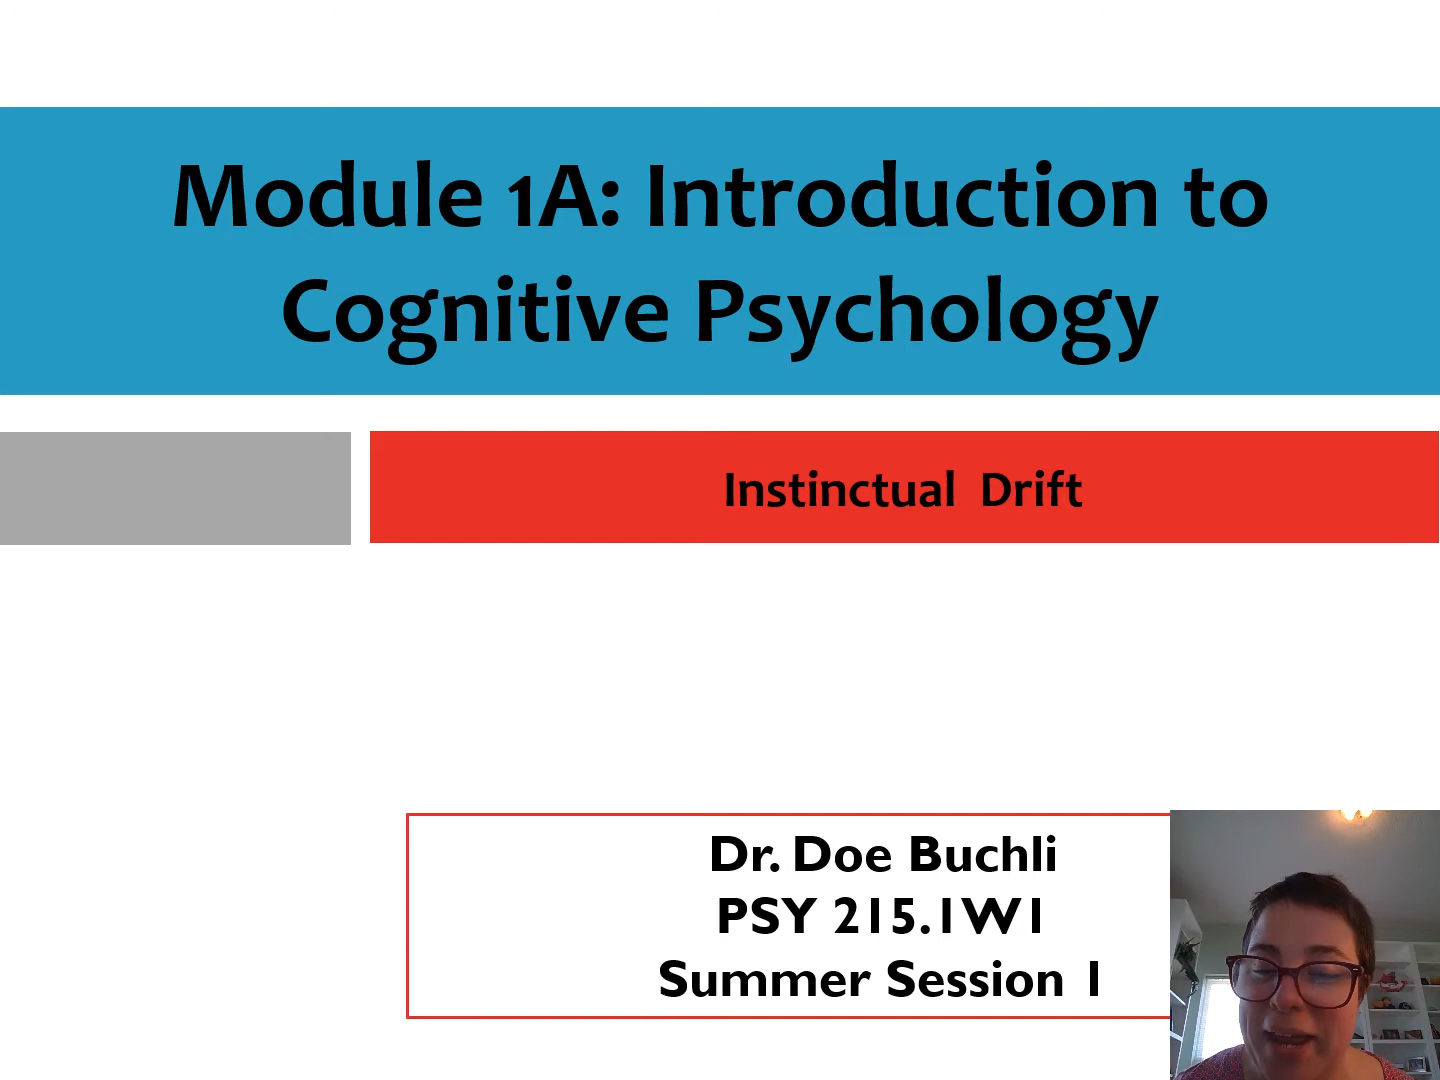 Module 1A: Introduction to
Cognitive Psychology
Instinctual Drift
Dr. Doe Buchli
PSY 215.1W1
Summer Session 1